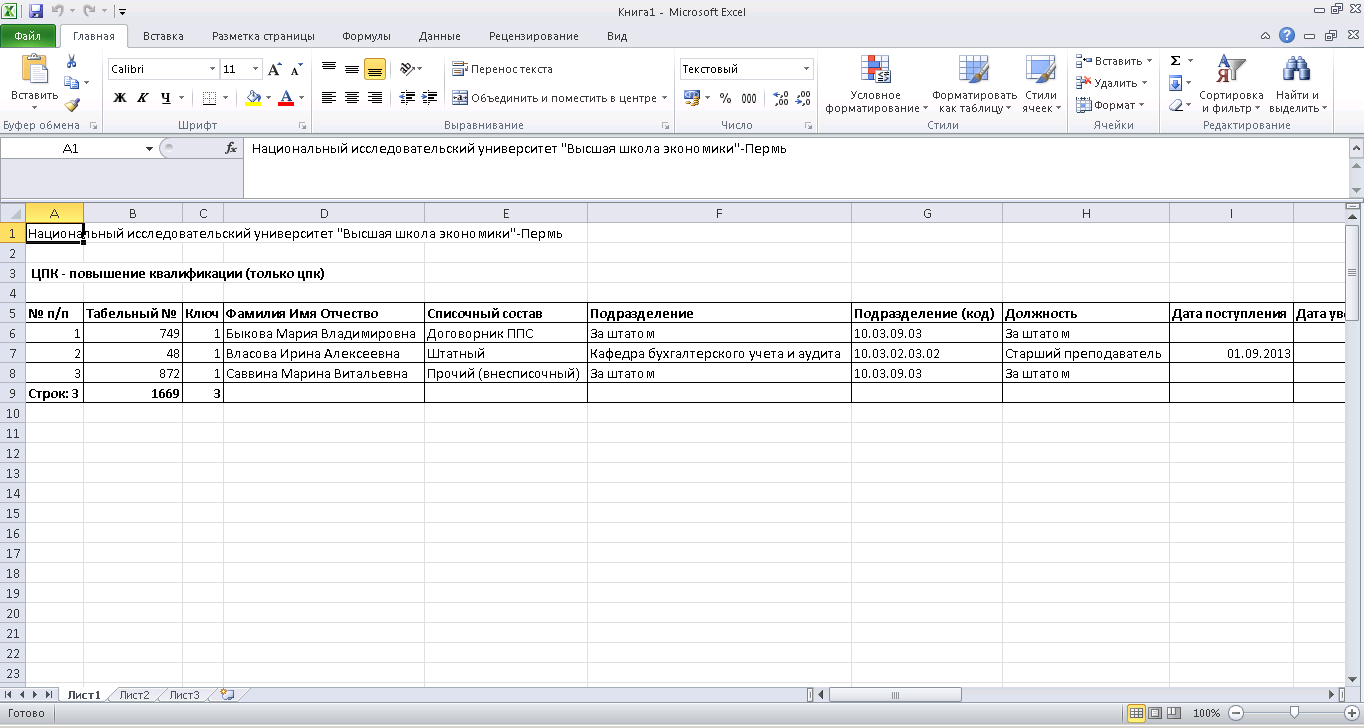 Книга1 - Microsoft Excel
Файл Главная Вставка Разметка страницы Формулы Данные Рецензирование Вид
Вставить
Буфер обмена
Calibri 11
Ж К Ч
Шрифт
Перенос текста
Объединить и поместить в центре
Выравнивание
Текстовый
% 000
Число
Условное форматирование
Форматировать как таблицу
Стили ячеек
Стили
Вставить
Удалить
Формат
Ячейки
Σ
Сортировка и фильтр
Найти и выделить
Редактирование
A1 fx Национальный исследовательский университет "Высшая школа экономики"-Пермь
A B C D E F G H I
1 Национальный исследовательский университет "Высшая школа экономики"-Пермь
2
3 ЦПК - повышение квалификации (только цпк)
4
5 № п/п Табельный № Ключ Фамилия Имя Отчество Списочный состав Подразделение Подразделение (код) Должность Дата поступления Дата ув
6 1 749 1 Быкова Мария Владимировна Договорник ППС За штатом 10.03.09.03 За штатом
7 2 48 1 Власова Ирина Алексеевна Штатный Кафедра бухгалтерского учета и аудита 10.03.02.03.02 Старший преподаватель 01.09.2013
8 3 872 1 Саввина Марина Витальевна Прочий (внесписочный) За штатом 10.03.09.03 За штатом
9 Строк: 3 1669 3
10
11
12
13
14
15
16
17
18
19
20
21
22
23
Лист1 Лист2 Лист3
Готово 100%